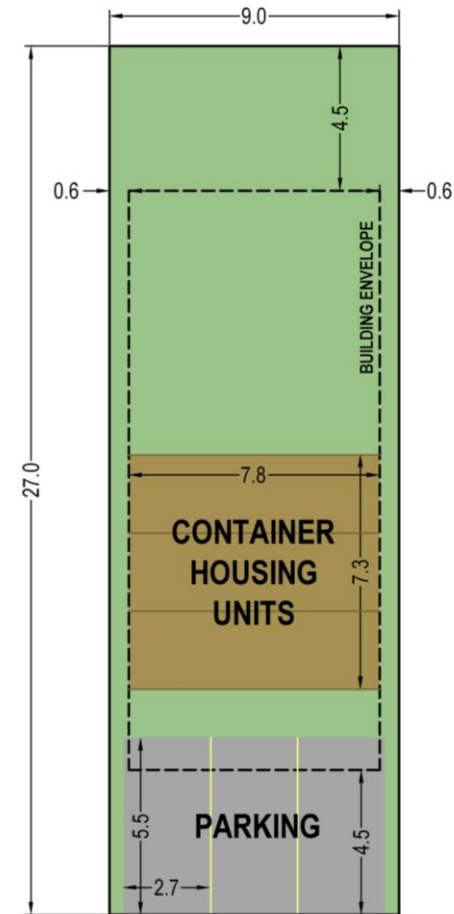 9.0
4.5
0.6
0.6
BUILDING ENVELOPE
27.0
7.8
CONTAINER
HOUSING
UNITS
7.3
5.5
PARKING
4.5
2.7